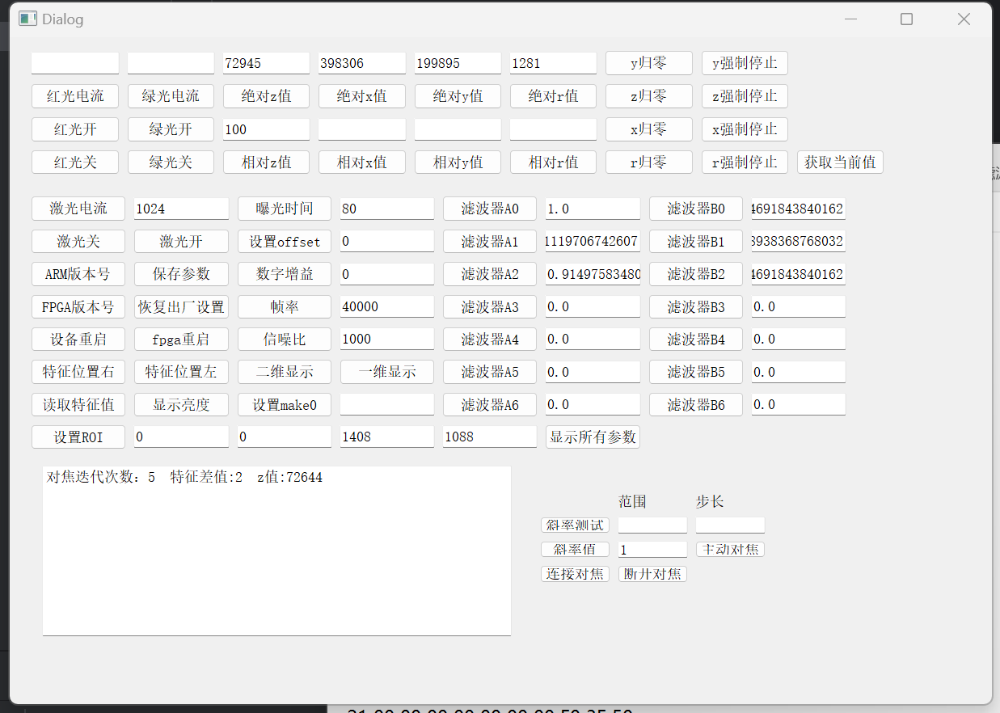 Dialog
72945 398306 199895 1281 y归零 y强制停止
红光电流 绿光电流 绝对z值 绝对x值 绝对y值 绝对r值 z归零 z强制停止
红光开 绿光开 100 x归零 x强制停止
红光关 绿光关 相对z值 相对x值 相对y值 相对r值 r归零 r强制停止 获取当前值
激光电流 1024 曝光时间 80 滤波器A0 1.0 滤波器B0 4691843840162
激光关 激光开 设置offset 0 滤波器A1 1119706742607 滤波器B1 8938368768032
ARM版本号 保存参数 数字增益 0 滤波器A2 0.91497583480 滤波器B2 4691843840162
FPGA版本号 恢复出厂设置 帧率 40000 滤波器A3 0.0 滤波器B3 0.0
设备重启 fpga重启 信噪比 1000 滤波器A4 0.0 滤波器B4 0.0
特征位置右 特征位置左 二维显示 一维显示 滤波器A5 0.0 滤波器B5 0.0
读取特征值 显示亮度 设置make0 滤波器A6 0.0 滤波器B6 0.0
设置ROI 0 0 1408 1088 显示所有参数
对焦迭代次数: 5 特征差值:2 z值:72644
范围 步长
斜率测试
斜率值 1 主动对焦
连接对焦 断开对焦